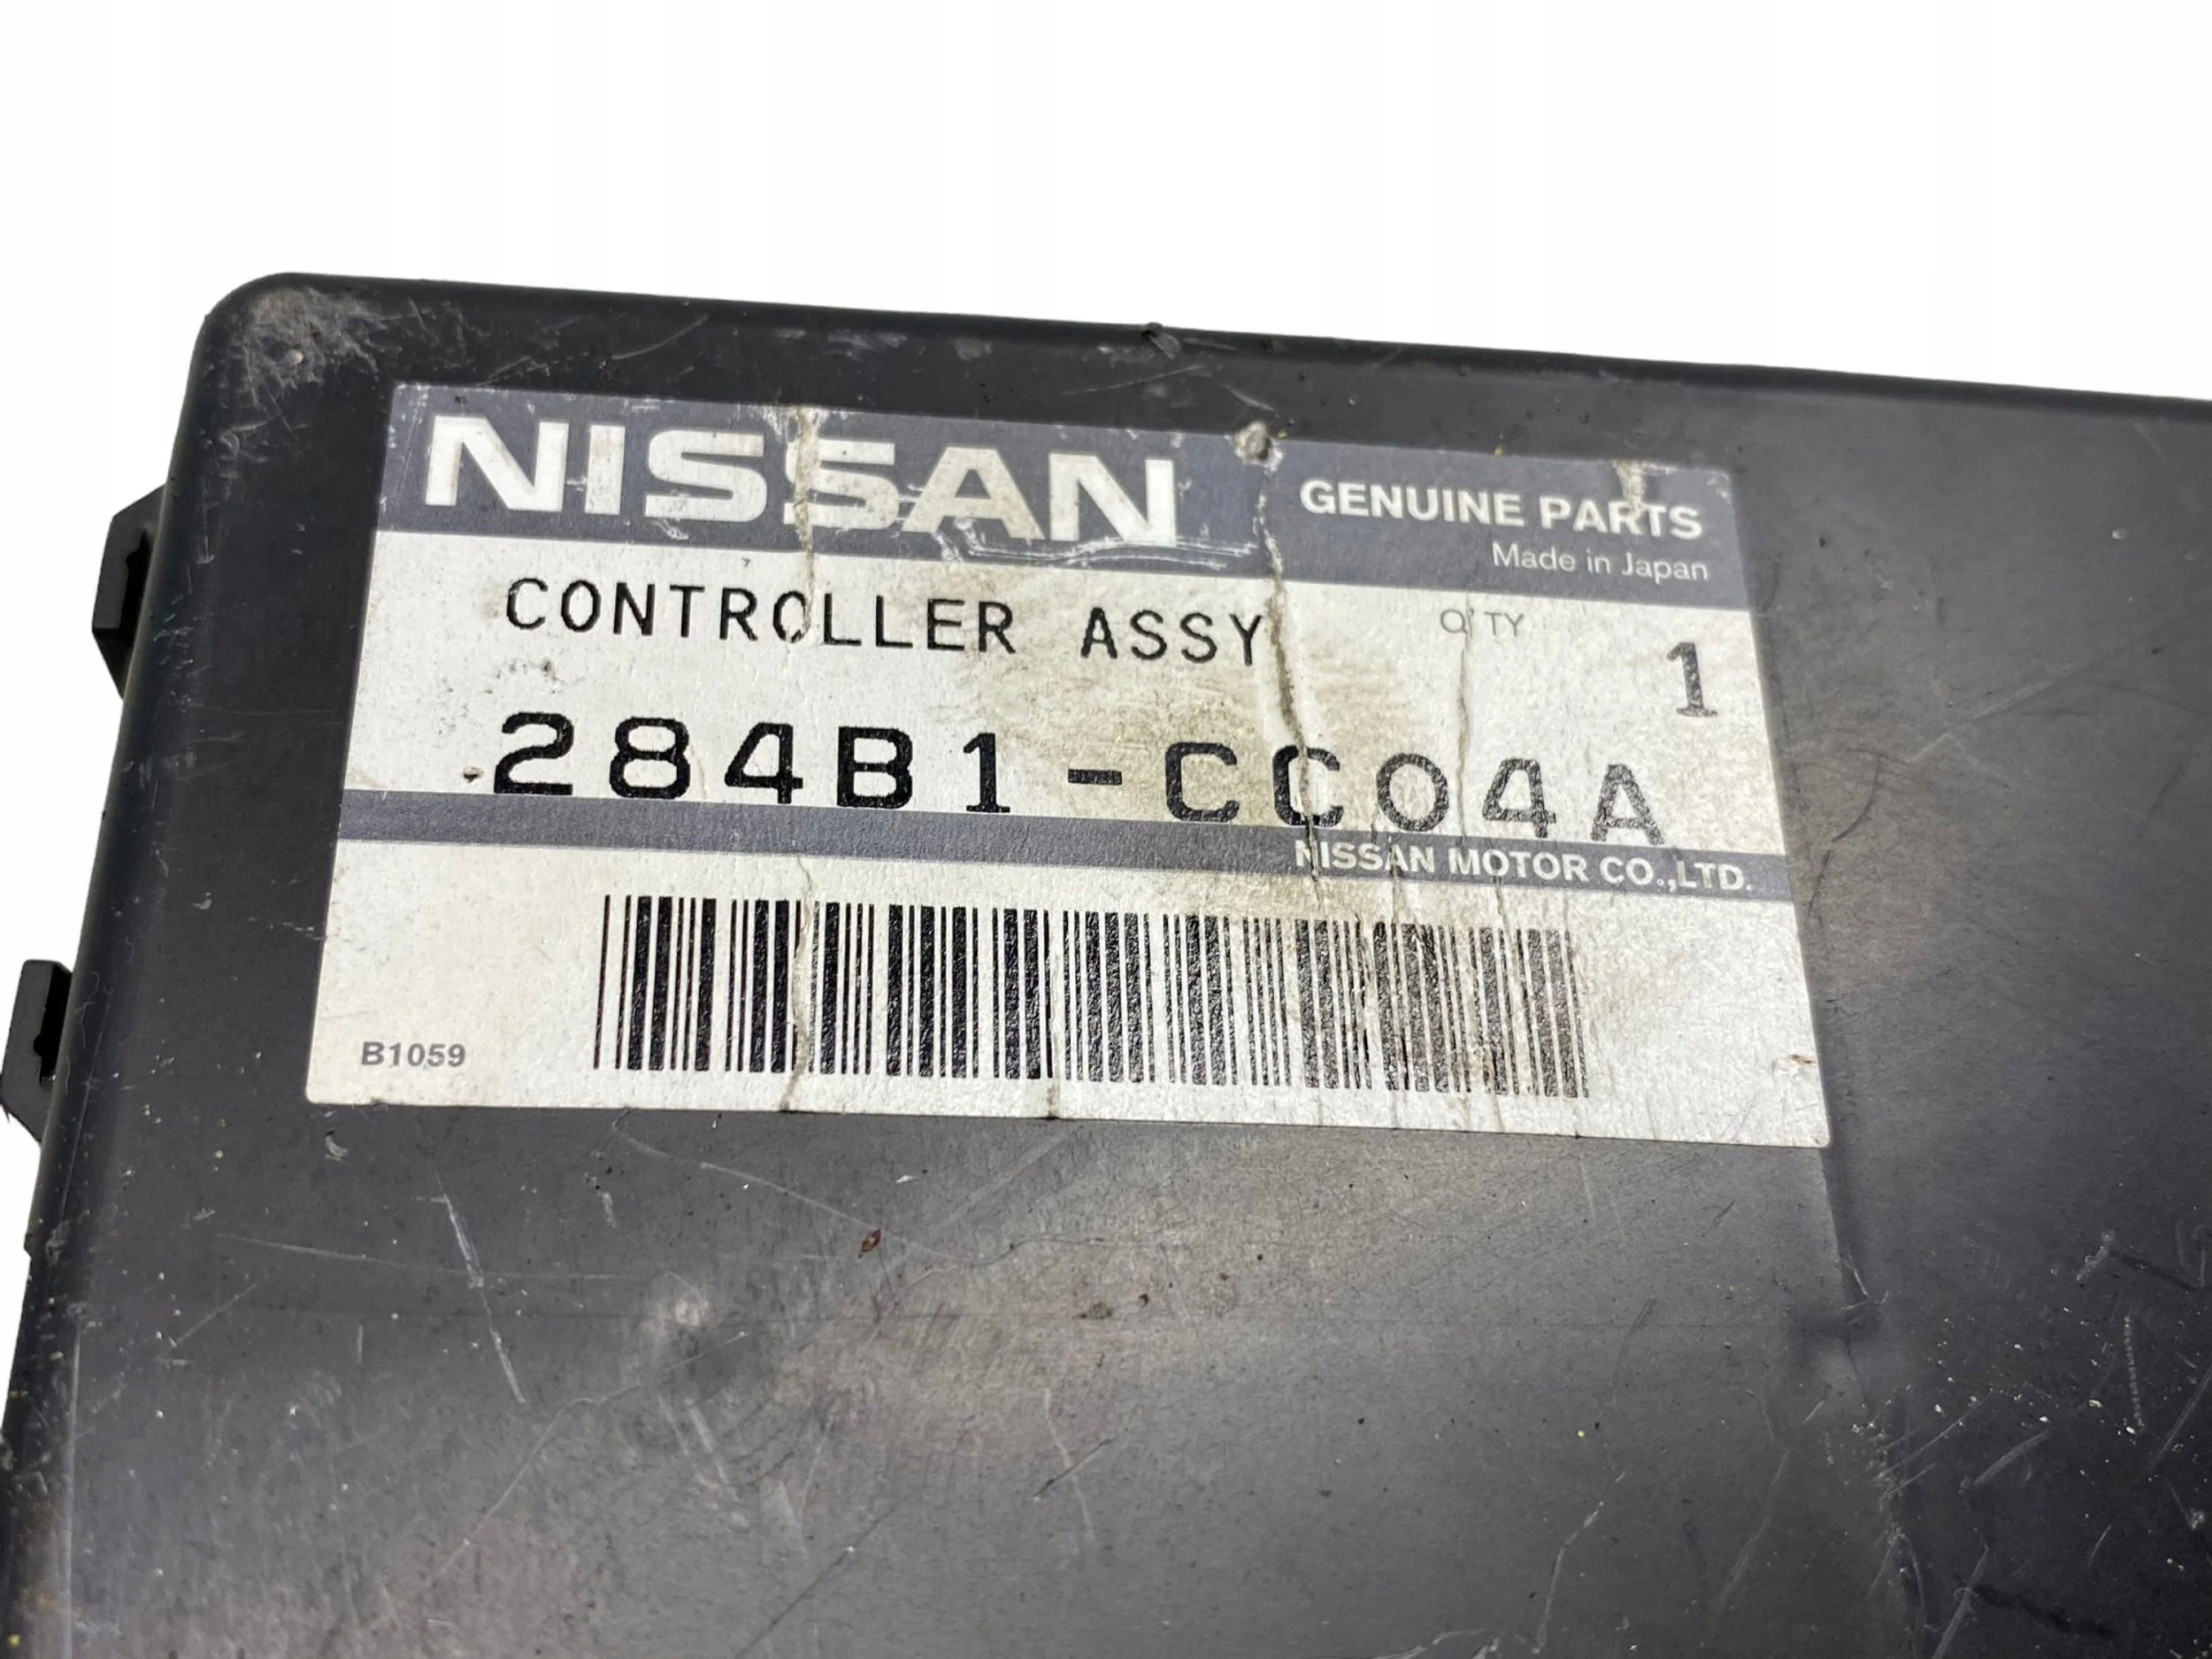 NISSAN
GENUINE PARTS
Made in Japan
CONTROLLER ASSY
Q'TY
1
284B1-CC04A
NISSAN MOTOR CO.,LTD.
B1059